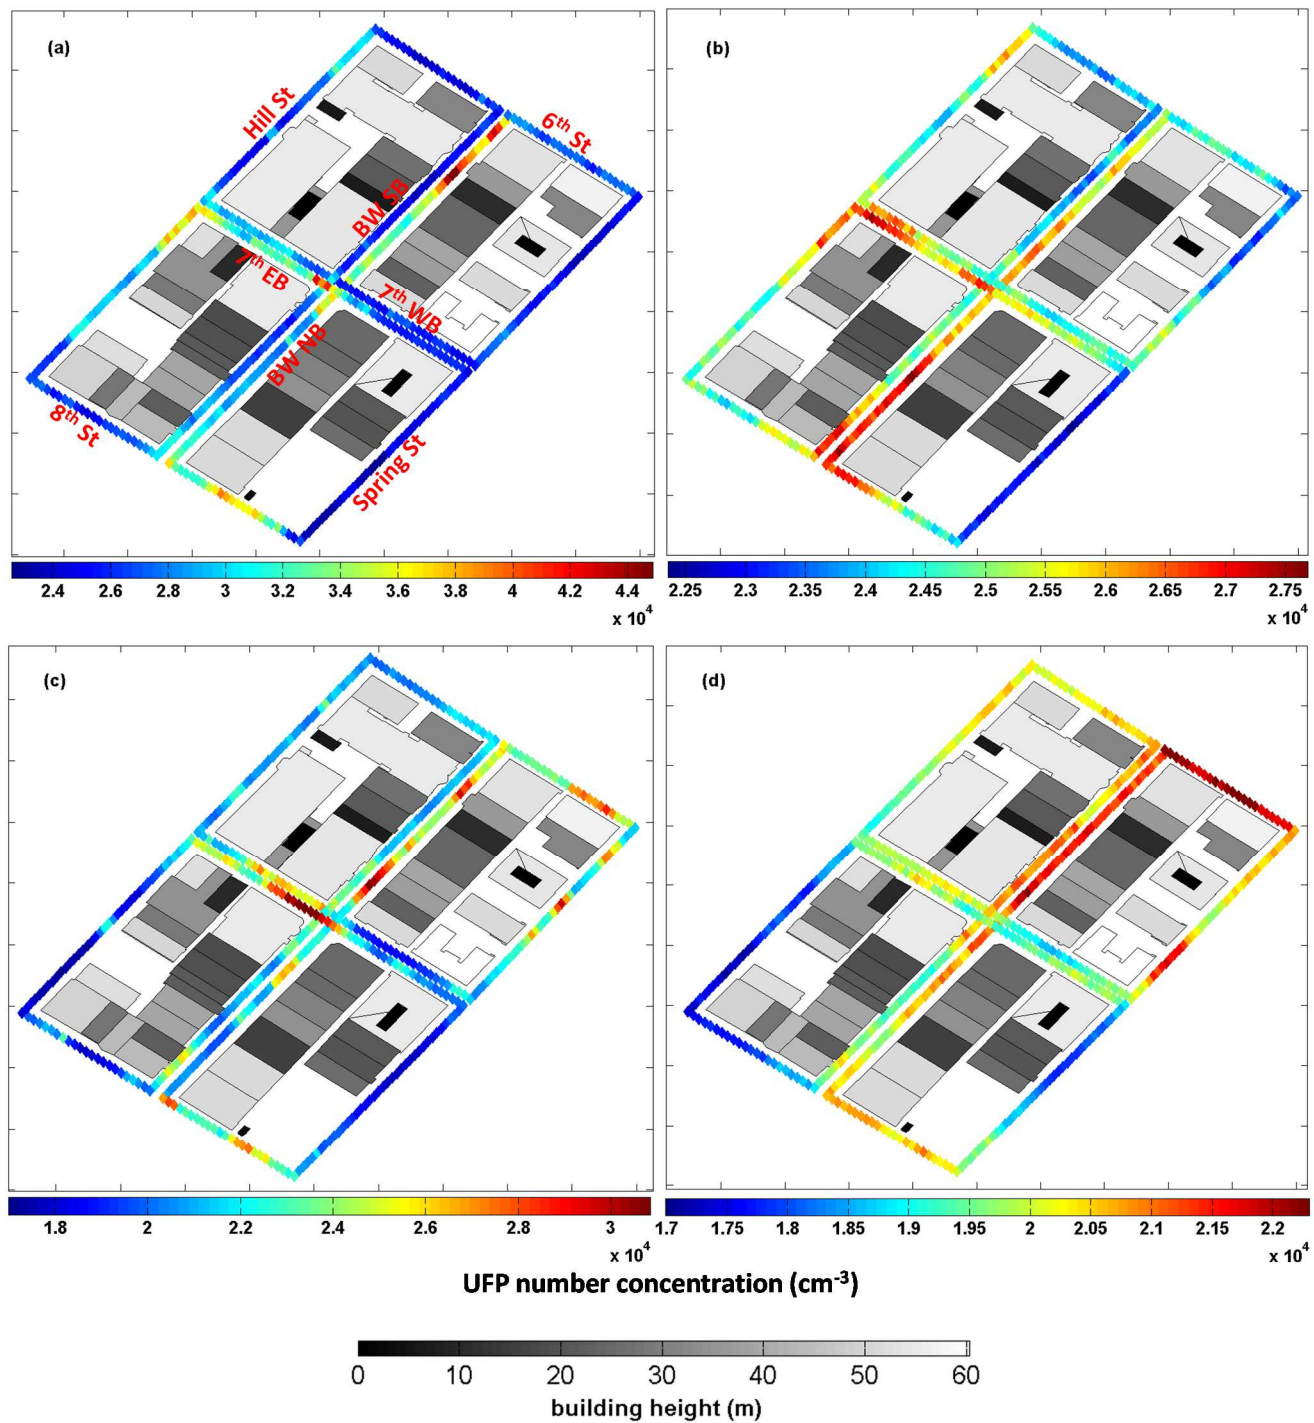 (a)
(b)
Hill St
6th St
BW SB
7th EB
7th WB
BW NB
8th St
Spring St
2.4 2.6 2.8 3 3.2 3.4 3.6 3.8 4 4.2 4.4
x 10^4
2.25 2.3 2.35 2.4 2.45 2.5 2.55 2.6 2.65 2.7 2.75
x 10^4
(c)
(d)
1.8 2 2.2 2.4 2.6 2.8 3
x 10^4
1.7 1.75 1.8 1.85 1.9 1.95 2 2.05 2.1 2.15 2.2
x 10^4
UFP number concentration (cm⁻³)
0 10 20 30 40 50 60
building height (m)